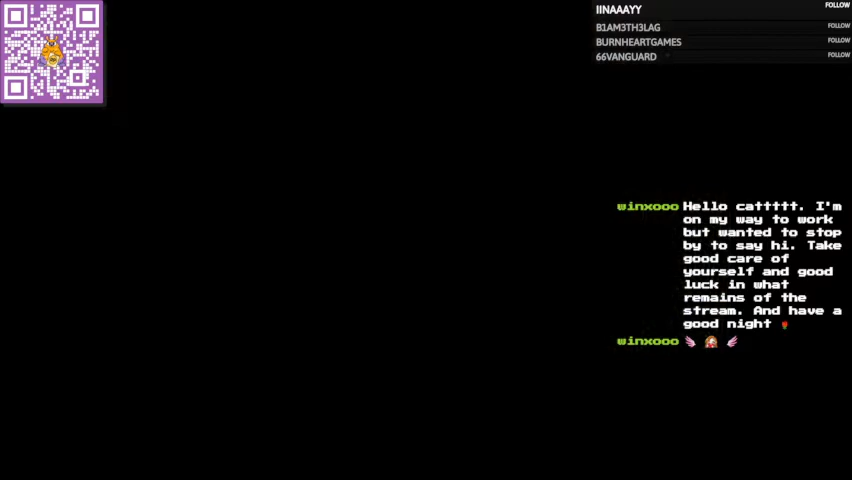 IINAAAYY FOLLOW
B1AM3TH3LAG FOLLOW
BURNHEARTGAMES FOLLOW
66VANGUARD FOLLOW
winxooo Hello cattttt. I'm
on my way to work
but wanted to stop
by to say hi. Take
good care of
yourself and good
luck in what
remains of the
stream. And have a
good night
winxooo